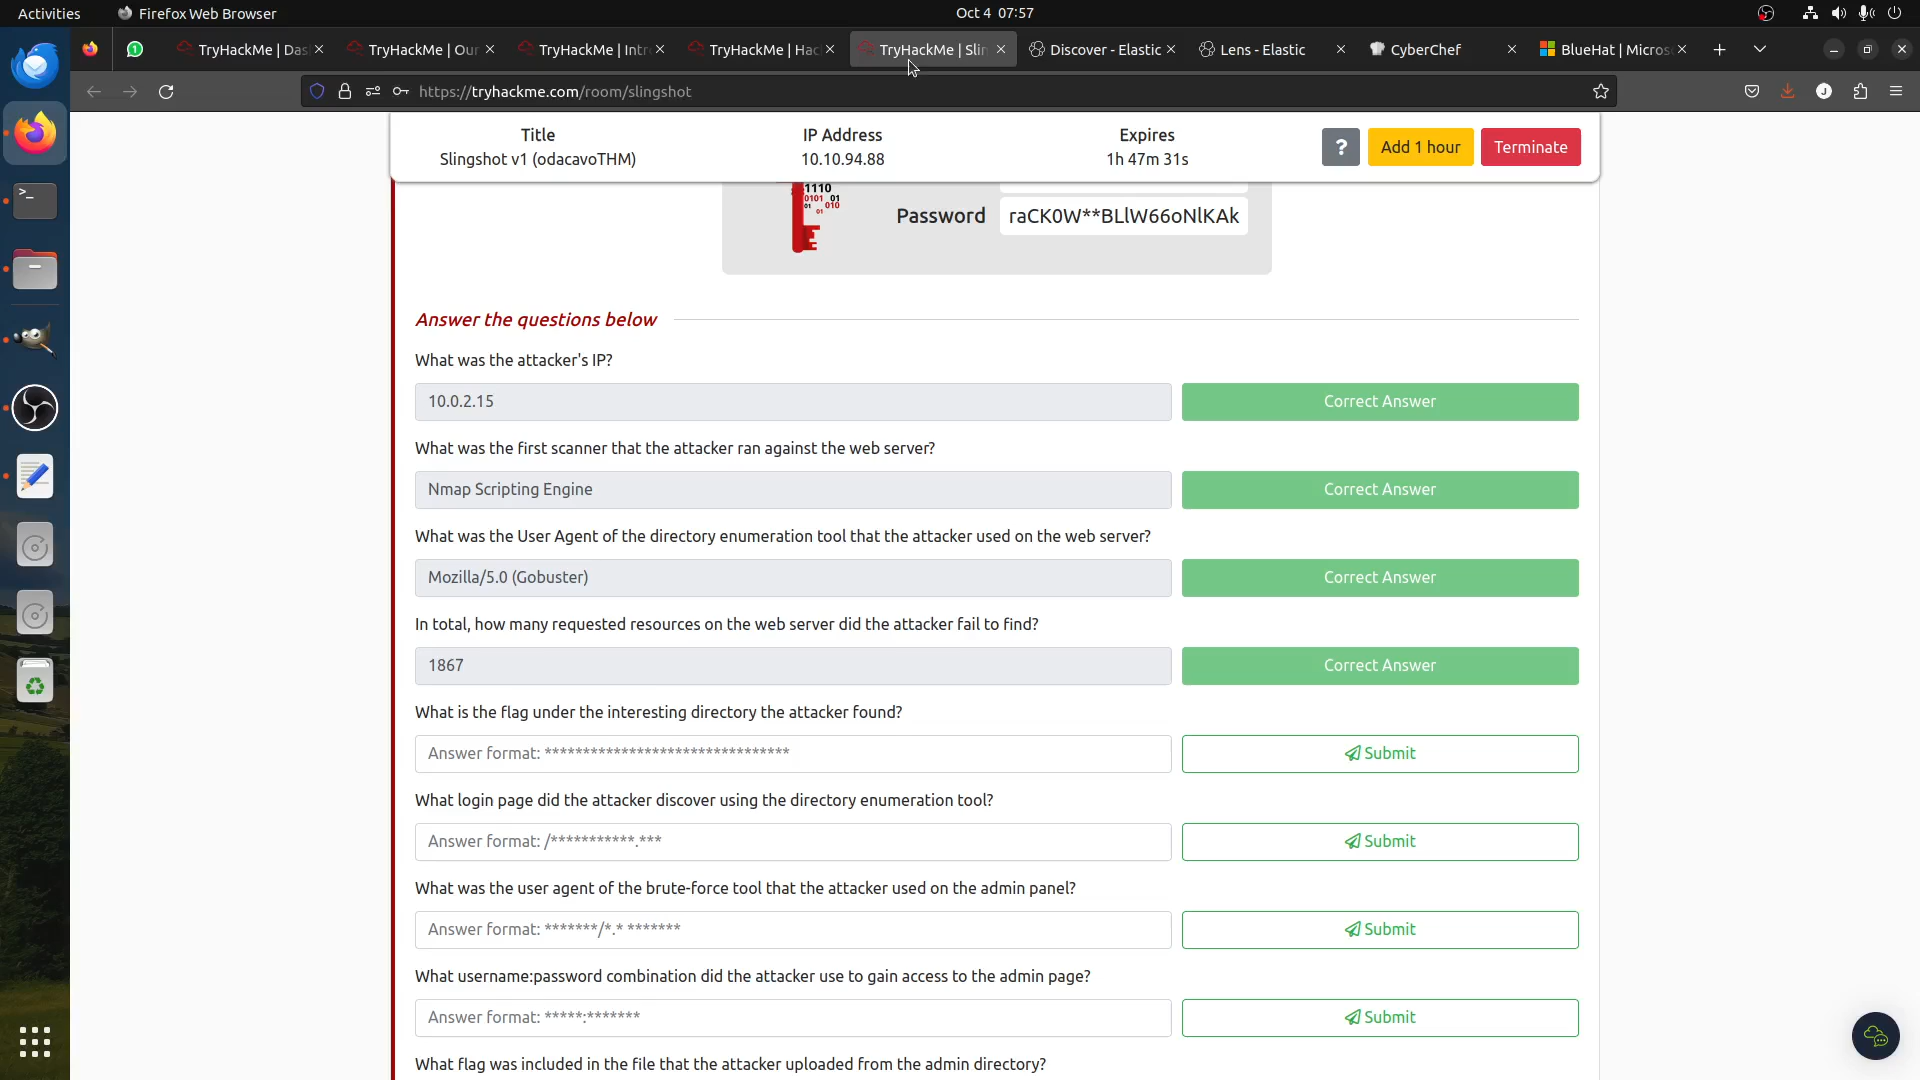 Activities
Firefox Web Browser
Oct 4 07:57
TryHackMe | Das
TryHackMe | Our
TryHackMe | Intr
TryHackMe | Hac
TryHackMe | Slin
Discover - Elastic
Lens - Elastic
CyberChef
BlueHat | Micros
https://tryhackme.com/room/slingshot
Title
IP Address
Expires
Slingshot v1 (odacavoTHM)
10.10.94.88
1h 47m 31s
?
Add 1 hour
Terminate
1110
0101 01
01 010
01
Password
raCK0W**BLlW66oNlKAk
Answer the questions below
What was the attacker's IP?
10.0.2.15
Correct Answer
What was the first scanner that the attacker ran against the web server?
Nmap Scripting Engine
Correct Answer
What was the User Agent of the directory enumeration tool that the attacker used on the web server?
Mozilla/5.0 (Gobuster)
Correct Answer
In total, how many requested resources on the web server did the attacker fail to find?
1867
Correct Answer
What is the flag under the interesting directory the attacker found?
Answer format: ********************************
Submit
What login page did the attacker discover using the directory enumeration tool?
Answer format: /***********.***
Submit
What was the user agent of the brute-force tool that the attacker used on the admin panel?
Answer format: *******/*.* *******
Submit
What username:password combination did the attacker use to gain access to the admin page?
Answer format: *****:*******
Submit
What flag was included in the file that the attacker uploaded from the admin directory?